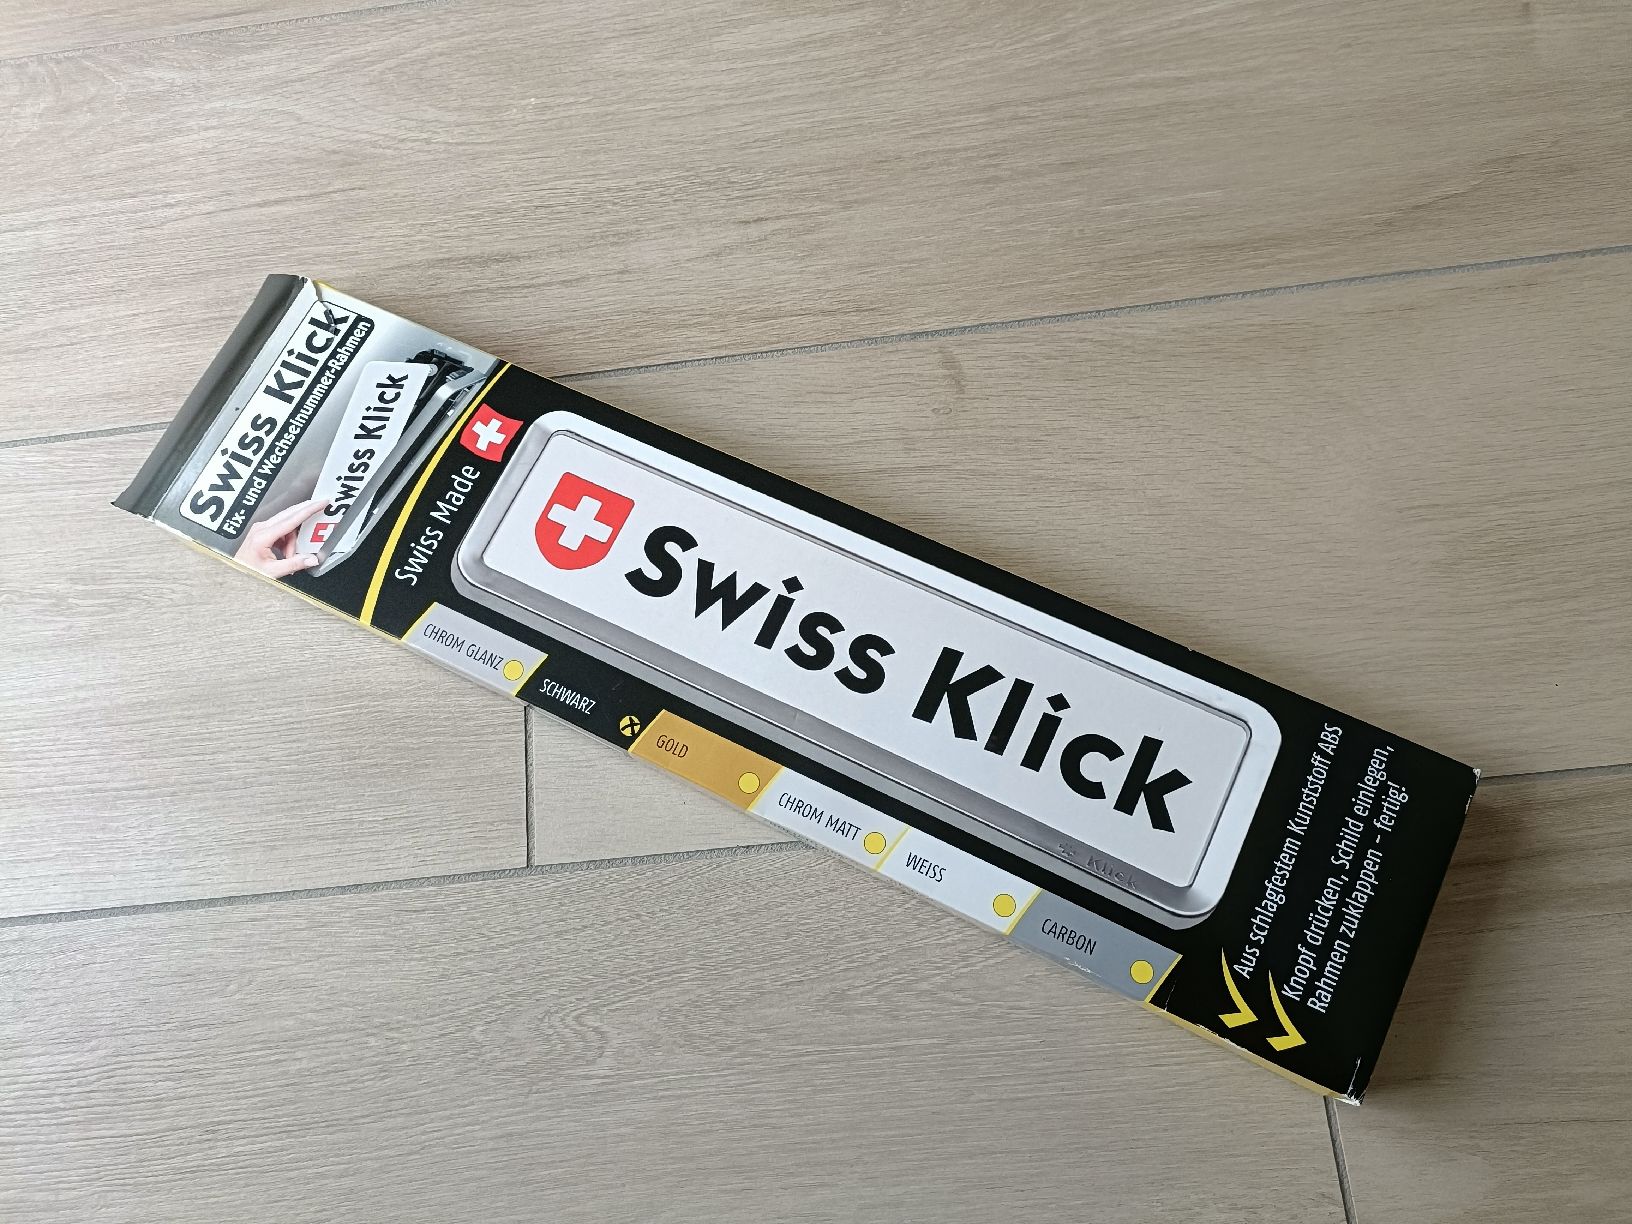 Swiss Klick
Fix- und Wechselnummer-Rahmen
Swiss Klick
Swiss Made
Swiss Klick
Klick
CHROM GLANZ
SCHWARZ
GOLD
CHROM MATT
WEISS
CARBON
Aus schlagfestem Kunststoff ABS
Knopf drücken, Schild einlegen,
Rahmen zuklappen – fertig!